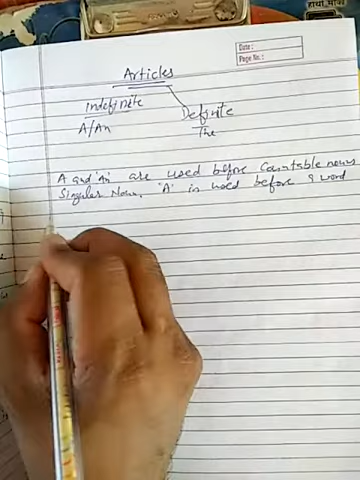 Date :
Page No. :
Articles
Indefinite Definite
A/An The
A and 'An' are used before Countable nouns
Singular Noun. 'A' is used before a word